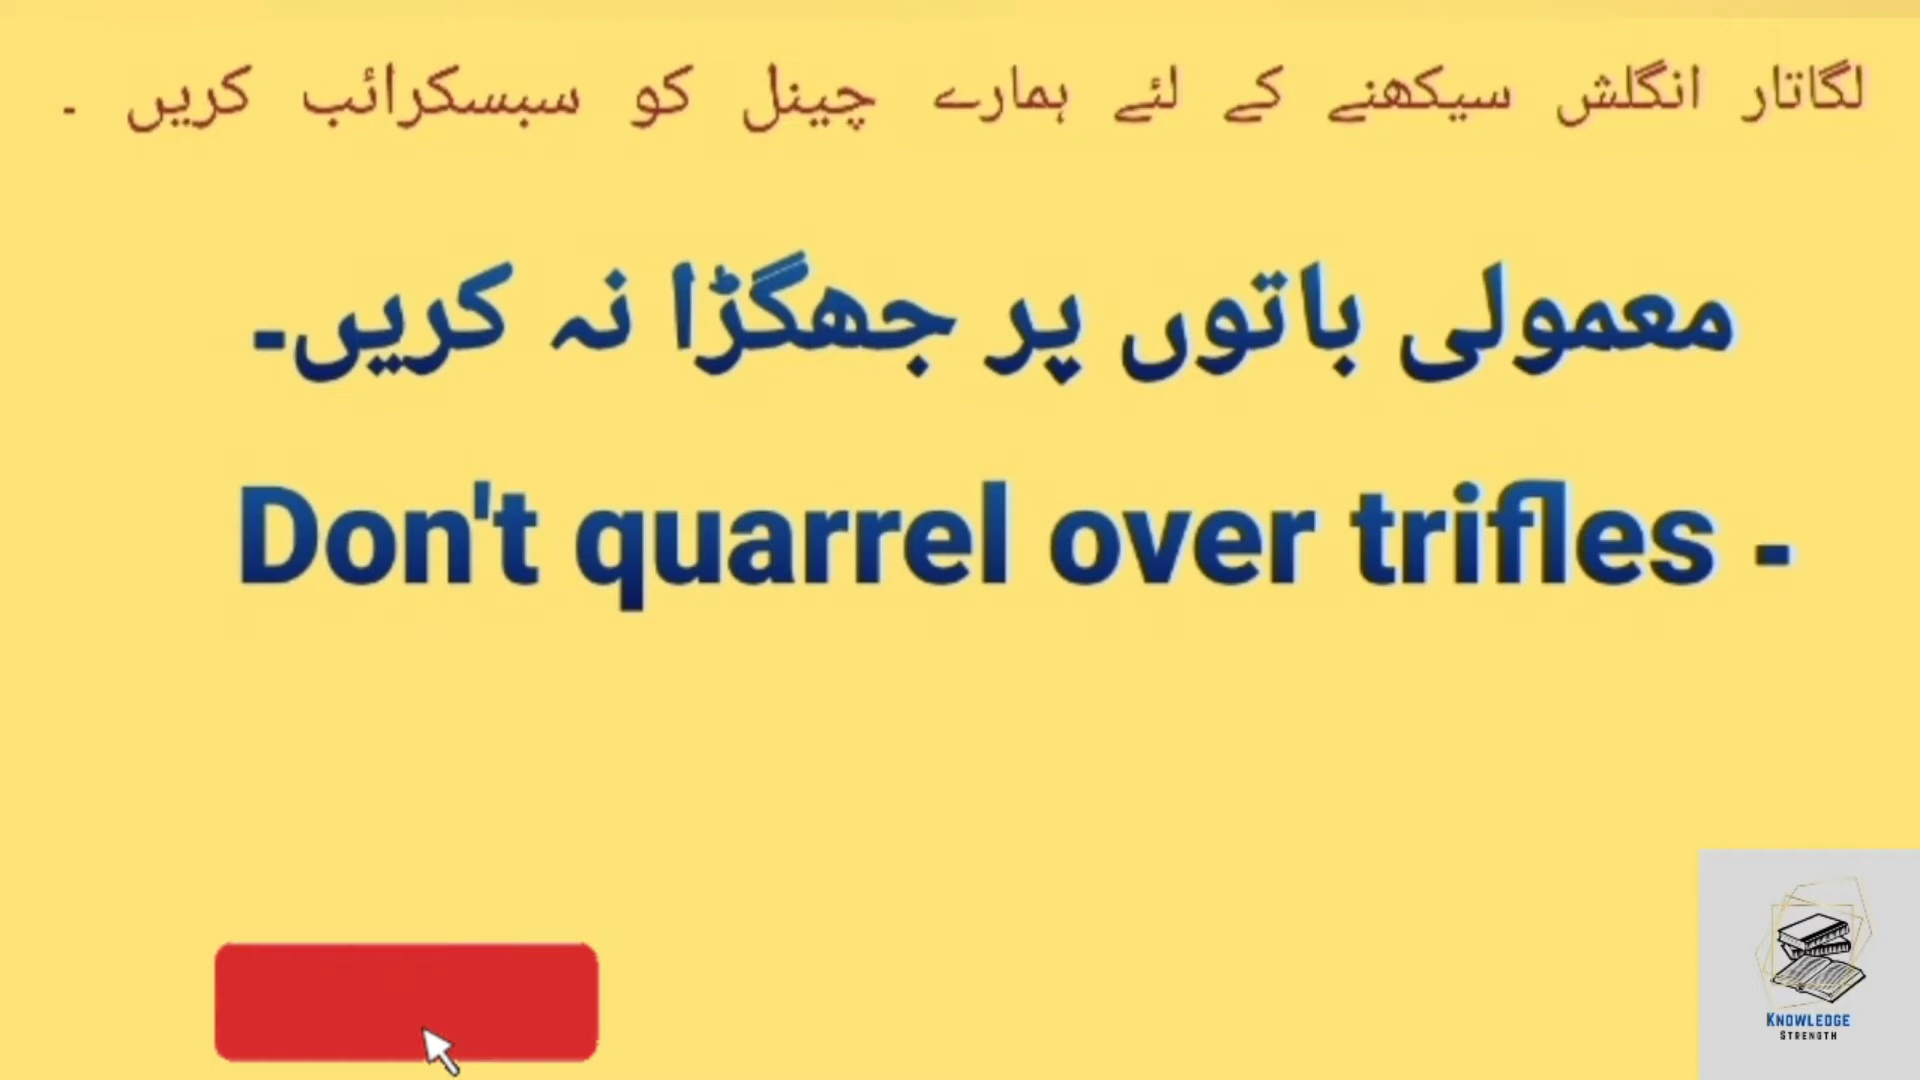 لگاتار انگلش سیکھنے کے لئے ہمارے چینل کو سبسکرائب کریں ۔
معمولی باتوں پر جھگڑا نہ کریں۔
Don't quarrel over trifles -
KNOWLEDGE
STRENGTH